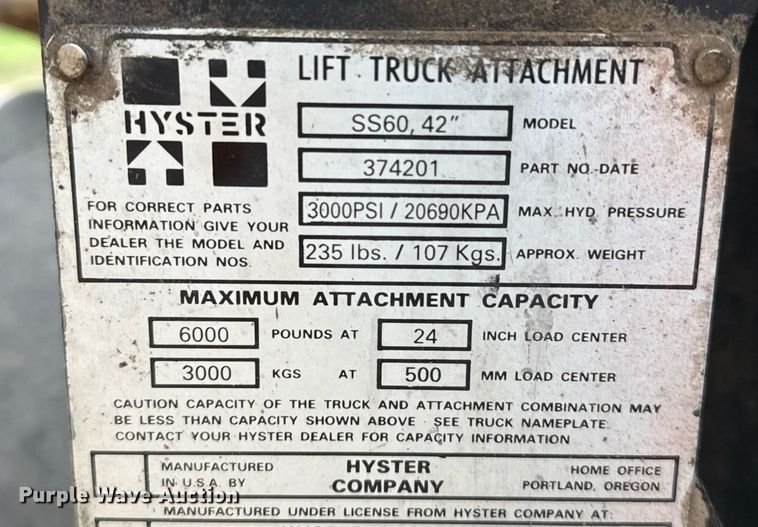 LIFT TRUCK ATTACHMENT
HYSTER
SS60, 42" MODEL
374201 PART NO - DATE
3000PSI / 20690KPA MAX. HYD PRESSURE
235 lbs. / 107 Kgs. APPROX. WEIGHT
FOR CORRECT PARTS
INFORMATION GIVE YOUR
DEALER THE MODEL AND
IDENTIFICATION NOS.
MAXIMUM ATTACHMENT CAPACITY
6000 POUNDS AT 24 INCH LOAD CENTER
3000 KGS AT 500 MM LOAD CENTER
CAUTION CAPACITY OF THE TRUCK AND ATTACHMENT COMBINATION MAY
BE LESS THAN CAPACITY SHOWN ABOVE SEE TRUCK NAMEPLATE.
CONTACT YOUR HYSTER DEALER FOR CAPACITY INFORMATION
MANUFACTURED HYSTER HOME OFFICE
IN U.S.A. BY COMPANY PORTLAND, OREGON
MANUFACTURED UNDER LICENSE FROM HYSTER COMPANY AT:
Purple Wave Auction